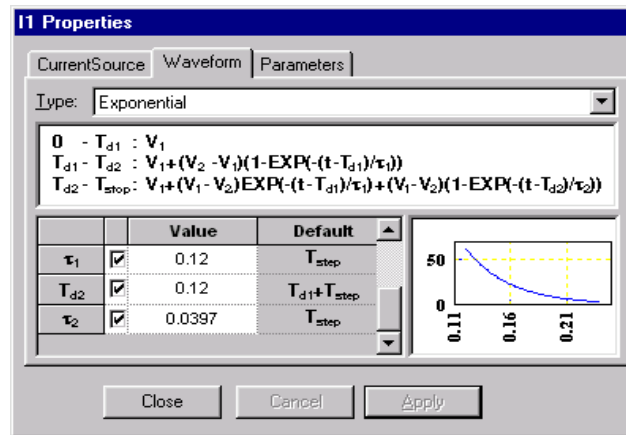 I1 Properties
CurrentSource Waveform Parameters
Type: Exponential
0 - Td1 : V1
Td1 - Td2 : V1+(V2 -V1)(1-EXP(-(t-Td1)/τ1))
Td2 - Tstop: V1+(V1-V2)EXP(-(t-Td1)/τ1)+(V1-V2)(1-EXP(-(t-Td2)/τ2))
Value Default
τ1 0.12 Tstep
Td2 0.12 Td1+Tstep
τ2 0.0397 Tstep
50
0
0.11 0.16 0.21
Close Cancel Apply